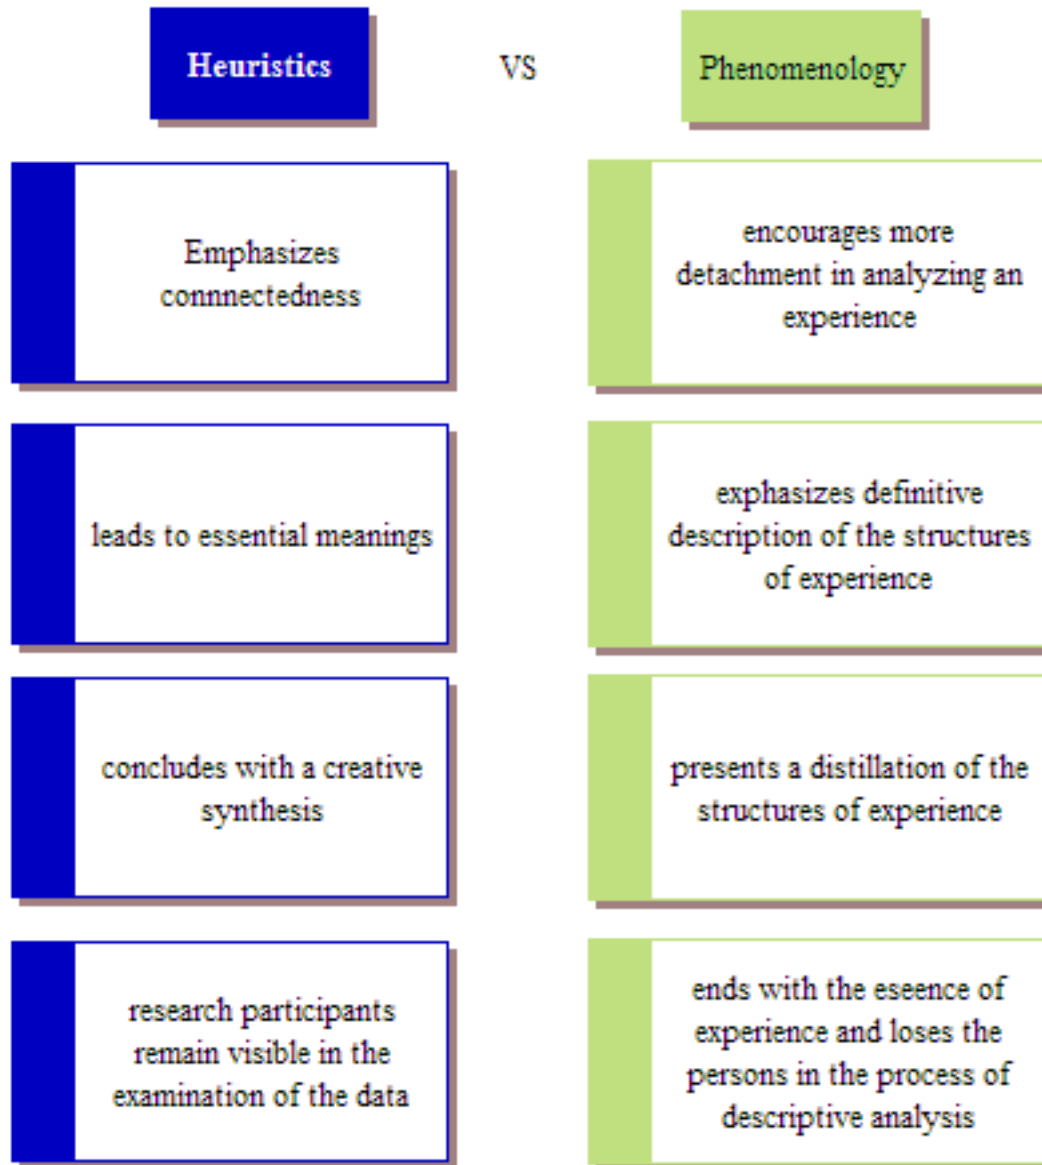 Heuristics
VS
Phenomenology
Emphasizes
connnectedness
encourages more
detachment in analyzing an
experience
leads to essential meanings
exphasizes definitive
description of the structures
of experience
concludes with a creative
synthesis
presents a distillation of the
structures of experience
research participants
remain visible in the
examination of the data
ends with the eseence of
experience and loses the
persons in the process of
descriptive analysis